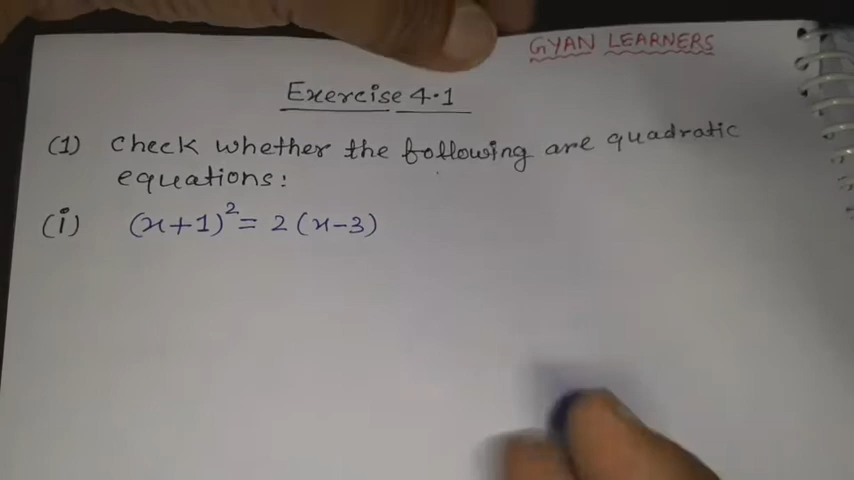 GYAN LEARNERS
Exercise 4.1
(1) Check whether the following are quadratic
equations:
(i) (x+1)² = 2(x-3)